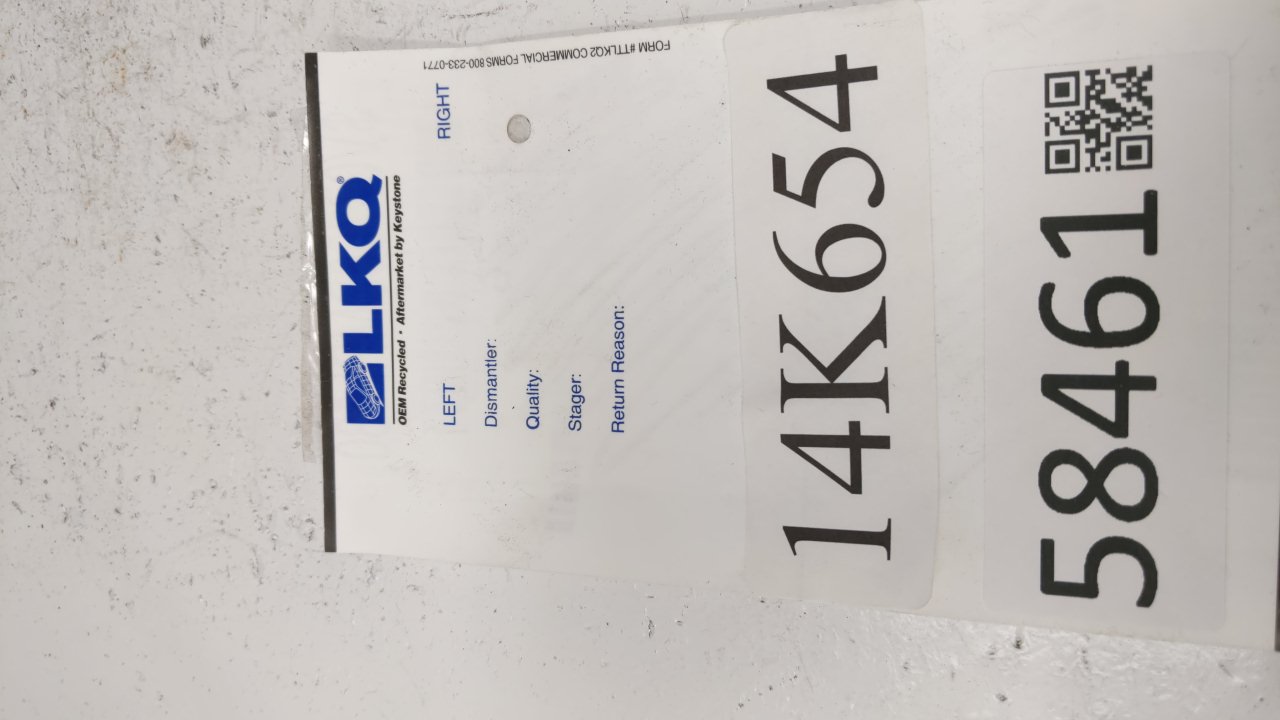 LKQ®
OEM Recycled • Aftermarket by Keystone
LEFT RIGHT
Dismantler:
Quality:
Stager:
Return Reason:
FORM #TTLKQ2 COMMERCIAL FORMS 800-233-0771
14K654
58461